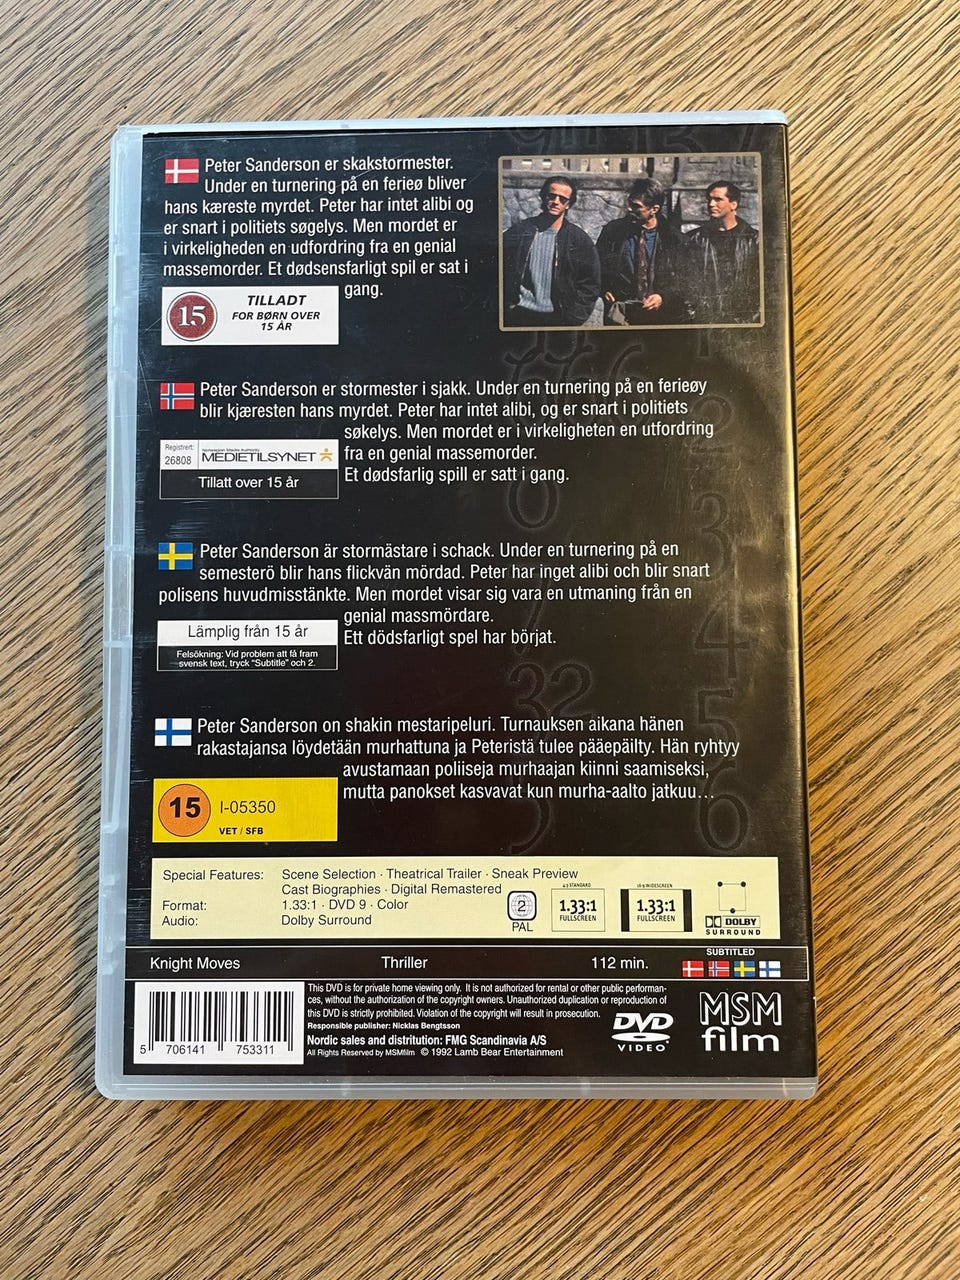 Peter Sanderson er skakstormester.
Under en turnering på en ferieø bliver
hans kæreste myrdet. Peter har intet alibi og
er snart i politiets søgelys. Men mordet er
i virkeligheden en udfordring fra en genial
massemorder. Et dødsensfarligt spil er sat i
gang.
15
TILLADT
FOR BØRN OVER
15 ÅR
Peter Sanderson er stormester i sjakk. Under en turnering på en ferieøy
blir kjæresten hans myrdet. Peter har intet alibi, og er snart i politiets
søkelys. Men mordet er i virkeligheten en utfordring
fra en genial massemorder.
Et dødsfarlig spill er satt i gang.
Registrert:
26808
Norwegian Media Authority
MEDIETILSYNET
Tillatt over 15 år
Peter Sanderson är stormästare i schack. Under en turnering på en
semesterö blir hans flickvän mördad. Peter har inget alibi och blir snart
polisens huvudmisstänkte. Men mordet visar sig vara en utmaning från en
genial massmördare.
Ett dödsfarligt spel har börjat.
Lämplig från 15 år
Felsökning: Vid problem att få fram
svensk text, tryck "Subtitle" och 2.
Peter Sanderson on shakin mestaripeluri. Turnauksen aikana hänen
rakastajansa löydetään murhattuna ja Peteristä tulee pääepäilty. Hän ryhtyy
avustamaan poliiseja murhaajan kiinni saamiseksi,
mutta panokset kasvavat kun murha-aalto jatkuu…
15
I-05350
VET / SFB
Special Features: Scene Selection · Theatrical Trailer · Sneak Preview
Cast Biographies · Digital Remastered
Format: 1.33:1 · DVD 9 · Color
Audio: Dolby Surround
2
PAL
4:3 STANDARD
1.33:1
FULLSCREEN
16:9 WIDESCREEN
1.33:1
FULLSCREEN
DOLBY
SURROUND
Knight Moves Thriller 112 min.
SUBTITLED
5 706141 753311
This DVD is for private home viewing only. It is not authorized for rental or other public performan-
ces, without the authorization of the copyright owners. Unauthorized duplication or reproduction of
this DVD is strictly prohibited. Violation of the copyright will result in prosecution.
Responsible publisher: Nicklas Bengtsson
Nordic sales and distribution: FMG Scandinavia A/S
All Rights Reserved by MSMfilm © 1992 Lamb Bear Entertainment
DVD
VIDEO
MSM
film
32
2
3
4
5
6